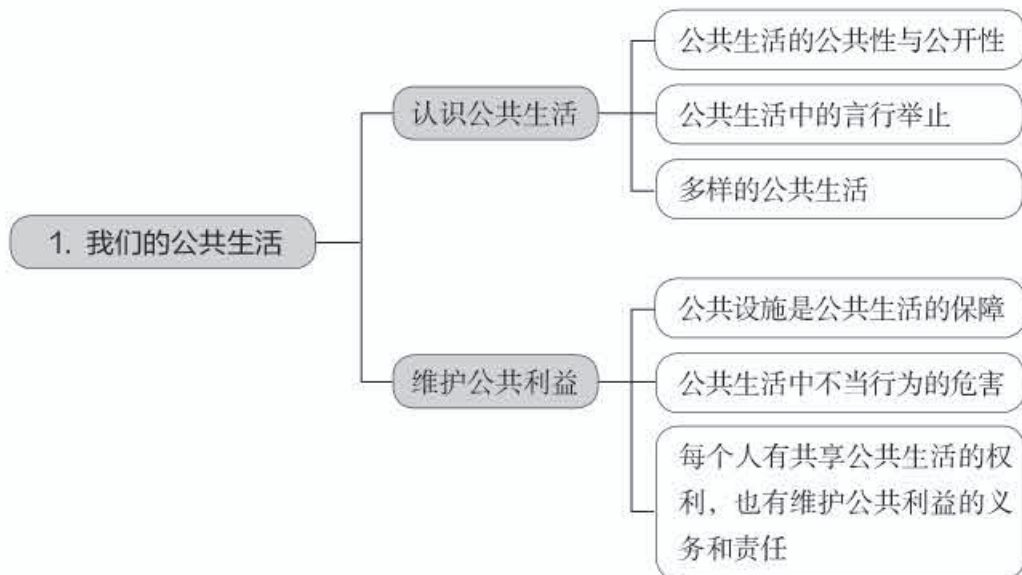 1. 我们的公共生活
认识公共生活
公共生活的公共性与公开性
公共生活中的言行举止
多样的公共生活
维护公共利益
公共设施是公共生活的保障
公共生活中不当行为的危害
每个人有共享公共生活的权
利，也有维护公共利益的义
务和责任